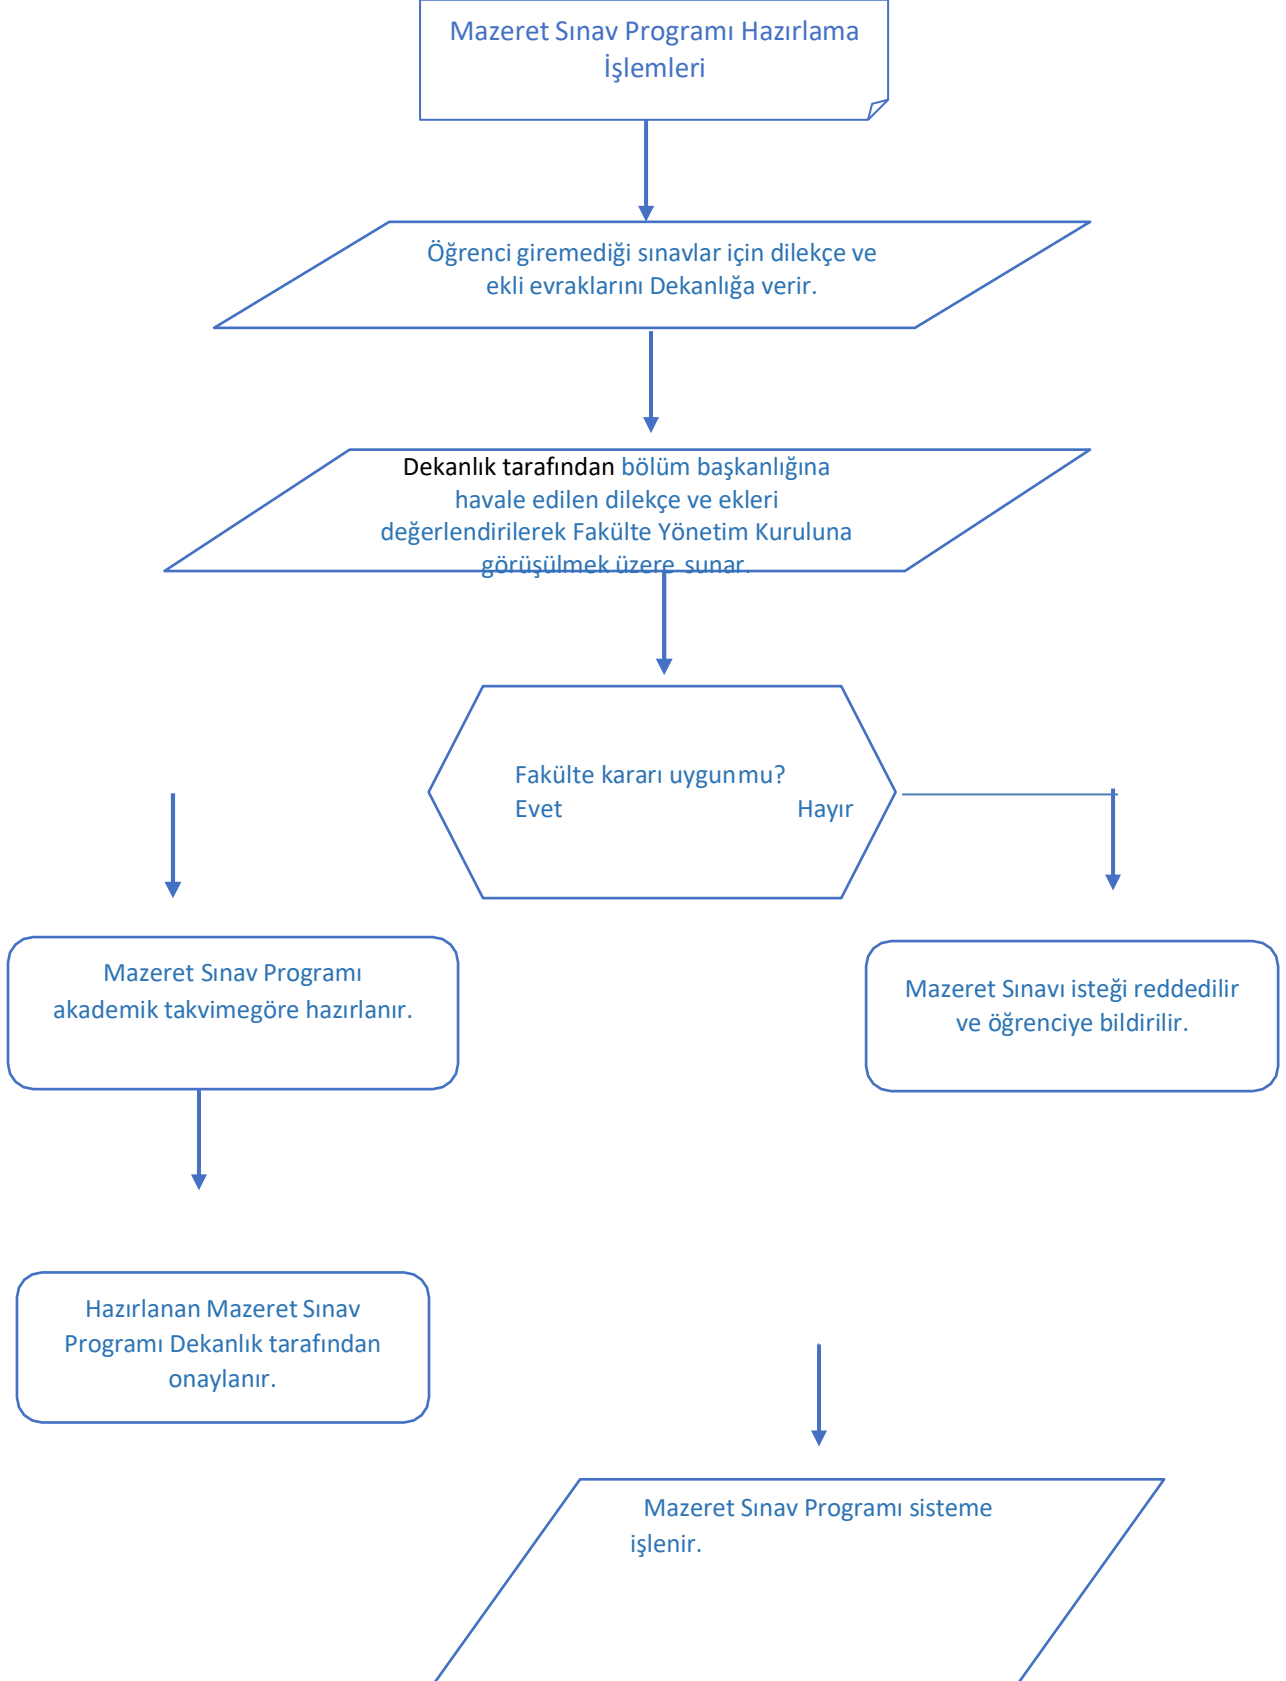 Mazeret Sınav Programı Hazırlama
İşlemleri
Öğrenci giremediği sınavlar için dilekçe ve
ekli evraklarını Dekanlığa verir.
Dekanlık tarafından bölüm başkanlığına
havale edilen dilekçe ve ekleri
değerlendirilerek Fakülte Yönetim Kuruluna
görüşülmek üzere sunar.
Fakülte kararı uygunmu?
Evet Hayır
Mazeret Sınav Programı
akademik takvimegöre hazırlanır.
Mazeret Sınavı isteği reddedilir
ve öğrenciye bildirilir.
Hazırlanan Mazeret Sınav
Programı Dekanlık tarafından
onaylanır.
Mazeret Sınav Programı sisteme
işlenir.